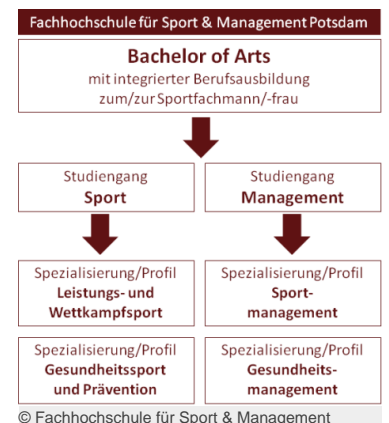 Fachhochschule für Sport & Management Potsdam
Bachelor of Arts
mit integrierter Berufsausbildung
zum/zur Sportfachmann/-frau
Studiengang
Sport
Studiengang
Management
Spezialisierung/Profil
Leistungs- und
Wettkampfsport
Spezialisierung/Profil
Sport-
management
Spezialisierung/Profil
Gesundheitssport
und Prävention
Spezialisierung/Profil
Gesundheits-
management
© Fachhochschule für Sport & Management